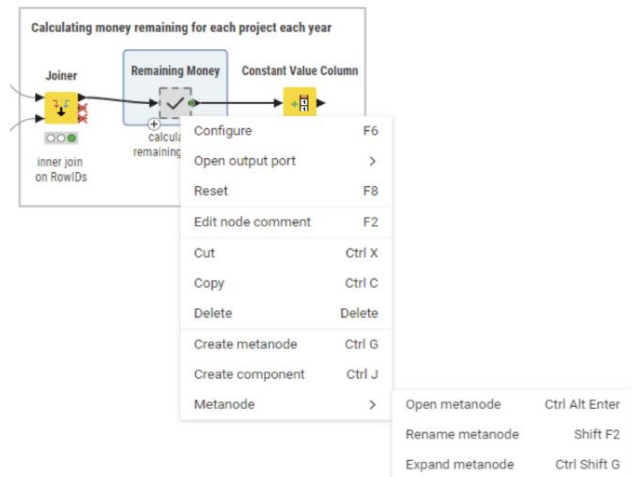 Calculating money remaining for each project each year
Joiner
Remaining Money
Constant Value Column
inner join
on RowIDs
calcula
remaining
Configure F6
Open output port
Reset F8
Edit node comment F2
Cut Ctrl X
Copy Ctrl C
Delete Delete
Create metanode Ctrl G
Create component Ctrl J
Metanode
Open metanode Ctrl Alt Enter
Rename metanode Shift F2
Expand metanode Ctrl Shift G